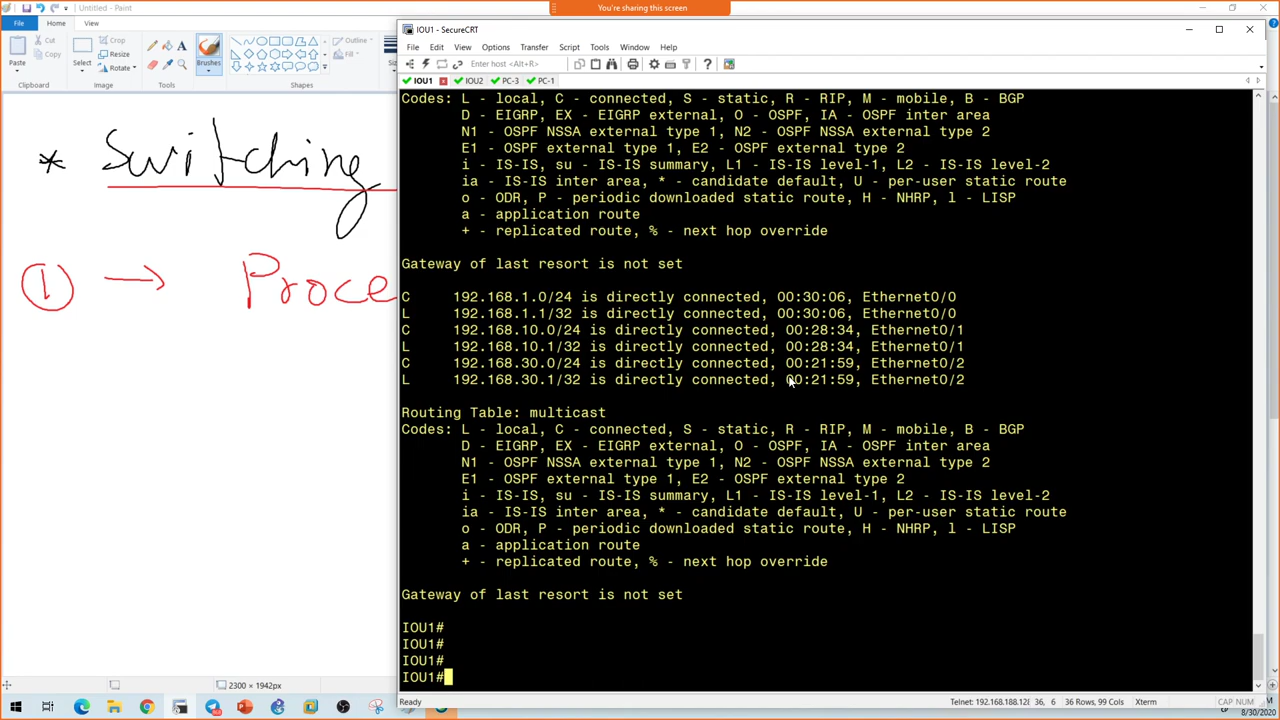 Untitled - Paint
You're sharing this screen
File Home View
Paste
Cut
Copy
Clipboard
Select
Crop
Resize
Rotate
Image
Tools
Brushes
Shapes
Outline
Fill
* Switching
① → Proce
IOU1 - SecureCRT
File Edit View Options Transfer Script Tools Window Help
Enter host <Alt+R>
IOU1 IOU2 PC-3 PC-1
Codes: L - local, C - connected, S - static, R - RIP, M - mobile, B - BGP
D - EIGRP, EX - EIGRP external, O - OSPF, IA - OSPF inter area
N1 - OSPF NSSA external type 1, N2 - OSPF NSSA external type 2
E1 - OSPF external type 1, E2 - OSPF external type 2
i - IS-IS, su - IS-IS summary, L1 - IS-IS level-1, L2 - IS-IS level-2
ia - IS-IS inter area, * - candidate default, U - per-user static route
o - ODR, P - periodic downloaded static route, H - NHRP, l - LISP
a - application route
+ - replicated route, % - next hop override
Gateway of last resort is not set
C 192.168.1.0/24 is directly connected, 00:30:06, Ethernet0/0
L 192.168.1.1/32 is directly connected, 00:30:06, Ethernet0/0
C 192.168.10.0/24 is directly connected, 00:28:34, Ethernet0/1
L 192.168.10.1/32 is directly connected, 00:28:34, Ethernet0/1
C 192.168.30.0/24 is directly connected, 00:21:59, Ethernet0/2
L 192.168.30.1/32 is directly connected, 00:21:59, Ethernet0/2
Routing Table: multicast
Codes: L - local, C - connected, S - static, R - RIP, M - mobile, B - BGP
D - EIGRP, EX - EIGRP external, O - OSPF, IA - OSPF inter area
N1 - OSPF NSSA external type 1, N2 - OSPF NSSA external type 2
E1 - OSPF external type 1, E2 - OSPF external type 2
i - IS-IS, su - IS-IS summary, L1 - IS-IS level-1, L2 - IS-IS level-2
ia - IS-IS inter area, * - candidate default, U - per-user static route
o - ODR, P - periodic downloaded static route, H - NHRP, l - LISP
a - application route
+ - replicated route, % - next hop override
Gateway of last resort is not set
IOU1#
IOU1#
IOU1#
IOU1#
Ready Telnet: 192.168.188.128 36, 6 36 Rows, 99 Cols Xterm CAP NUM
2300 × 1942px
8/30/2020